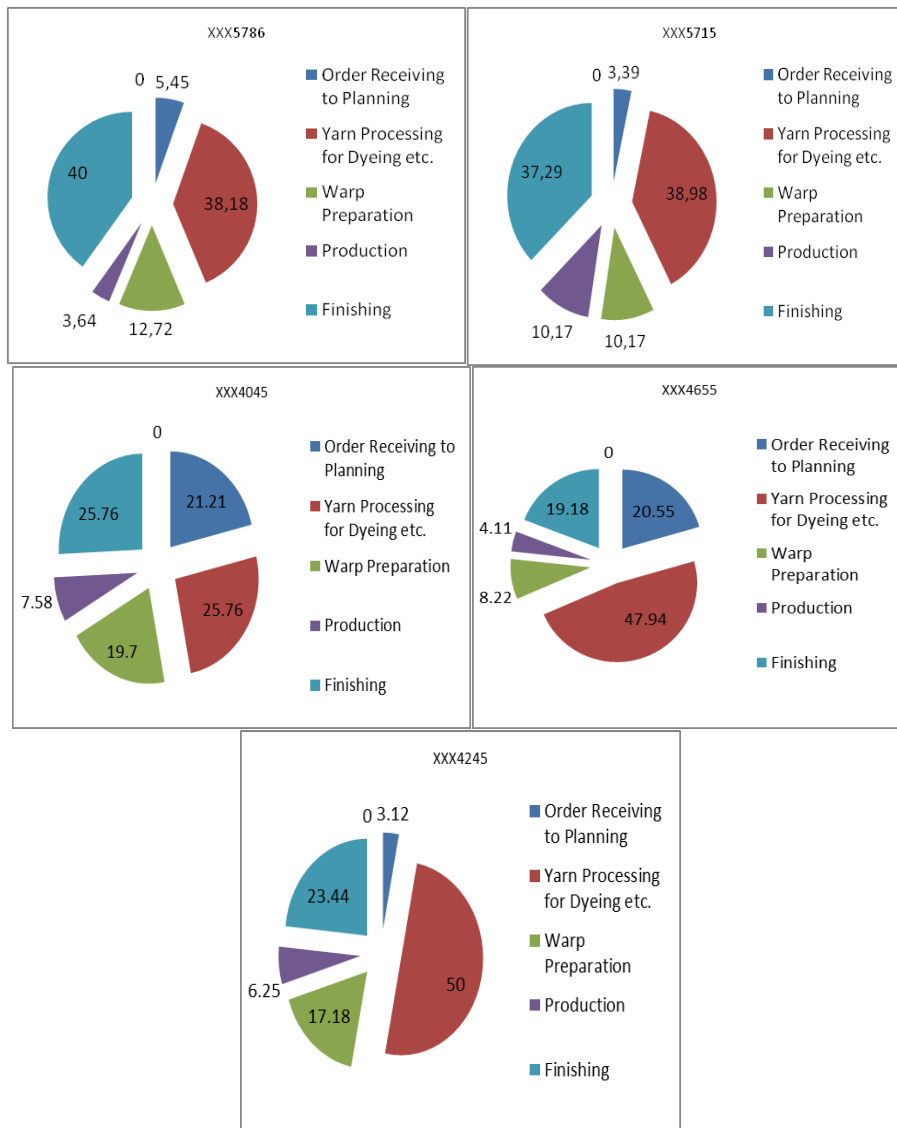 XXX5786
0
5,45
40
38,18
3,64
12,72
Order Receiving
to Planning
Yarn Processing
for Dyeing etc.
Warp
Preparation
Production
Finishing
XXX5715
0
3,39
37,29
38,98
10,17
10,17
Order Receiving
to Planning
Yarn Processing
for Dyeing etc.
Warp
Preparation
Production
Finishing
XXX4045
0
25.76
21.21
7.58
19.7
25.76
Order Receiving to
Planning
Yarn Processing
for Dyeing etc.
Warp Preparation
Production
Finishing
XXX4655
0
19.18
20.55
4.11
8.22
47.94
Order Receiving to
Planning
Yarn Processing
for Dyeing etc.
Warp
Preparation
Production
Finishing
XXX4245
0
3.12
23.44
50
6.25
17.18
Order Receiving
to Planning
Yarn Processing
for Dyeing etc.
Warp
Preparation
Production
Finishing